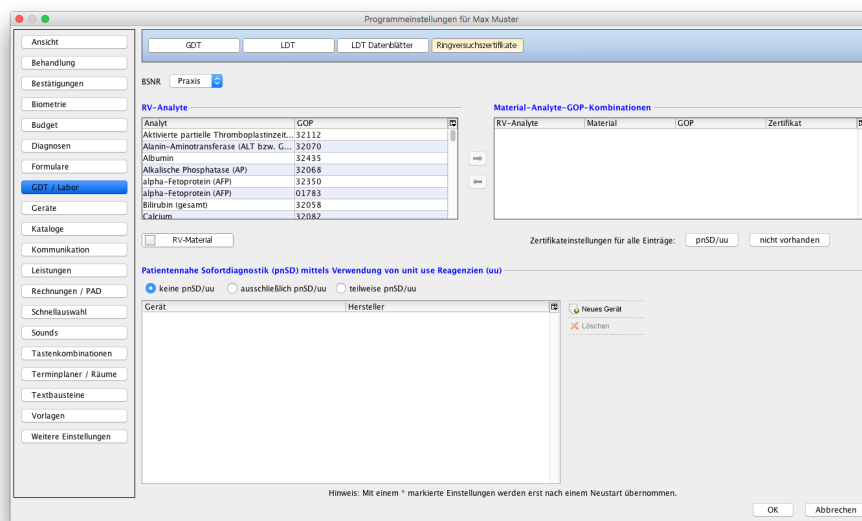 Programmeinstellungen für Max Muster
Ansicht
Behandlung
Bestätigungen
Biometrie
Budget
Diagnosen
Formulare
GDT / Labor
Geräte
Kataloge
Kommunikation
Leistungen
Rechnungen / PAD
Schnellauswahl
Sounds
Tastenkombinationen
Terminplaner / Räume
Textbausteine
Vorlagen
Weitere Einstellungen
GDT LDT LDT Datenblätter Ringversuchszertifikate
BSNR Praxis
RV-Analyte
Analyt GOP
Aktivierte partielle Thromboplastinzeit... 32112
Alanin-Aminotransferase (ALT bzw. G... 32070
Albumin 32435
Alkalische Phosphatase (AP) 32068
alpha-Fetoprotein (AFP) 32350
alpha-Fetoprotein (AFP) 01783
Bilirubin (gesamt) 32058
Calcium 32082
Material-Analyte-GOP-Kombinationen
RV-Analyte Material GOP Zertifikat
RV-Material
Zertifikateinstellungen für alle Einträge: pnSD/uu nicht vorhanden
Patientennahe Sofortdiagnostik (pnSD) mittels Verwendung von unit use Reagenzien (uu)
keine pnSD/uu ausschließlich pnSD/uu teilweise pnSD/uu
Gerät Hersteller
Neues Gerät
Löschen
Hinweis: Mit einem * markierte Einstellungen werden erst nach einem Neustart übernommen.
OK Abbrechen